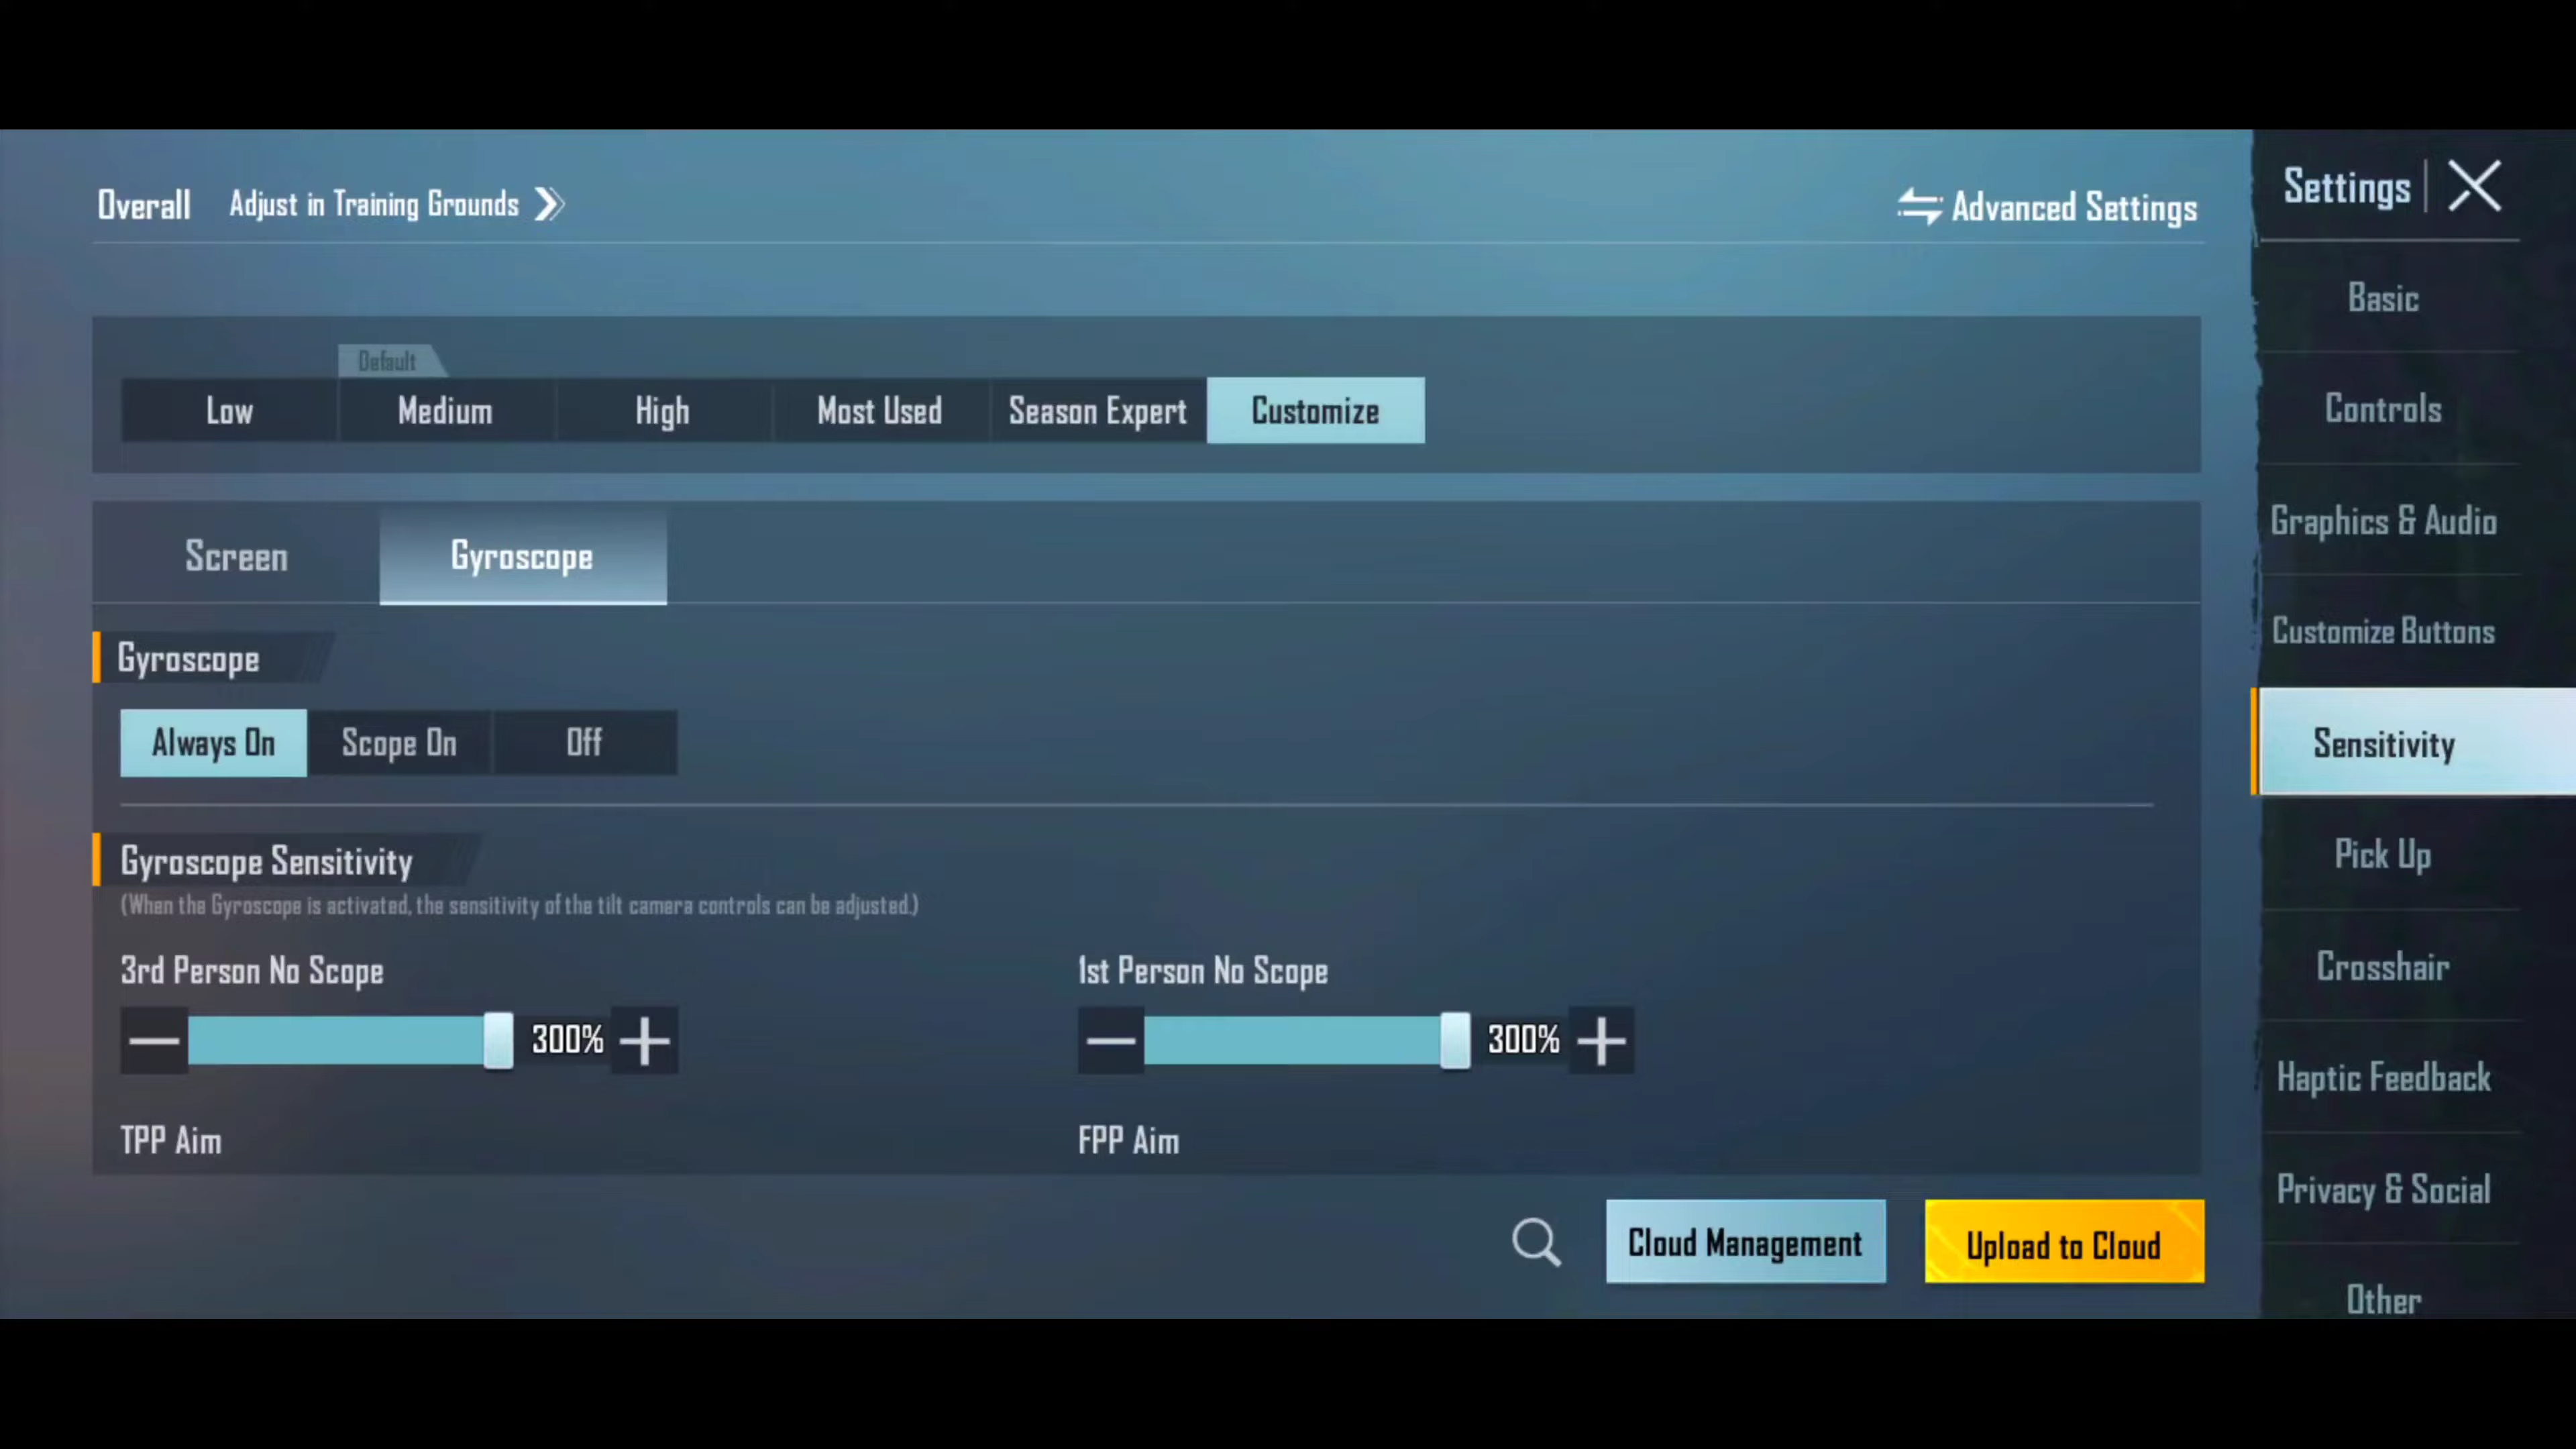 Overall Adjust in Training Grounds
Advanced Settings
Default
Low Medium High Most Used Season Expert Customize
Screen Gyroscope
Gyroscope
Always On Scope On Off
Gyroscope Sensitivity
(When the Gyroscope is activated, the sensitivity of the tilt camera controls can be adjusted.)
3rd Person No Scope 1st Person No Scope
300% 300%
TPP Aim FPP Aim
Cloud Management Upload to Cloud
Settings
Basic
Controls
Graphics & Audio
Customize Buttons
Sensitivity
Pick Up
Crosshair
Haptic Feedback
Privacy & Social
Other